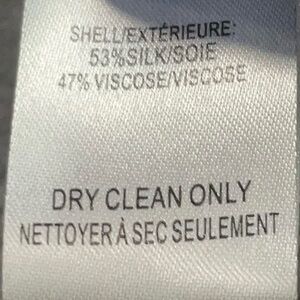 SHELL/EXTÉRIEURE:
53%SILK/SOIE
47% VISCOSE/VISCOSE
DRY CLEAN ONLY
NETTOYER À SEC SEULEMENT